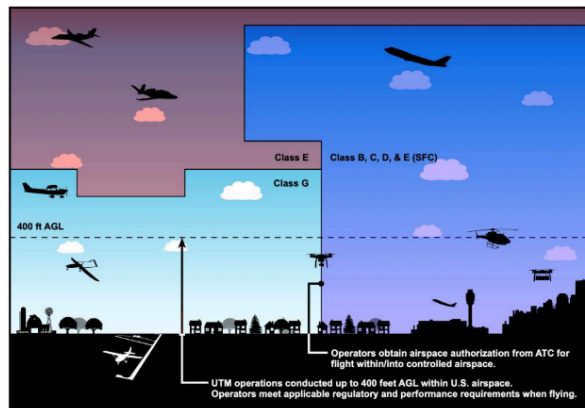 Class E
Class B, C, D, & E (SFC)
Class G
400 ft AGL
Operators obtain airspace authorization from ATC for
flight within/into controlled airspace.
UTM operations conducted up to 400 feet AGL within U.S. airspace.
Operators meet applicable regulatory and performance requirements when flying.